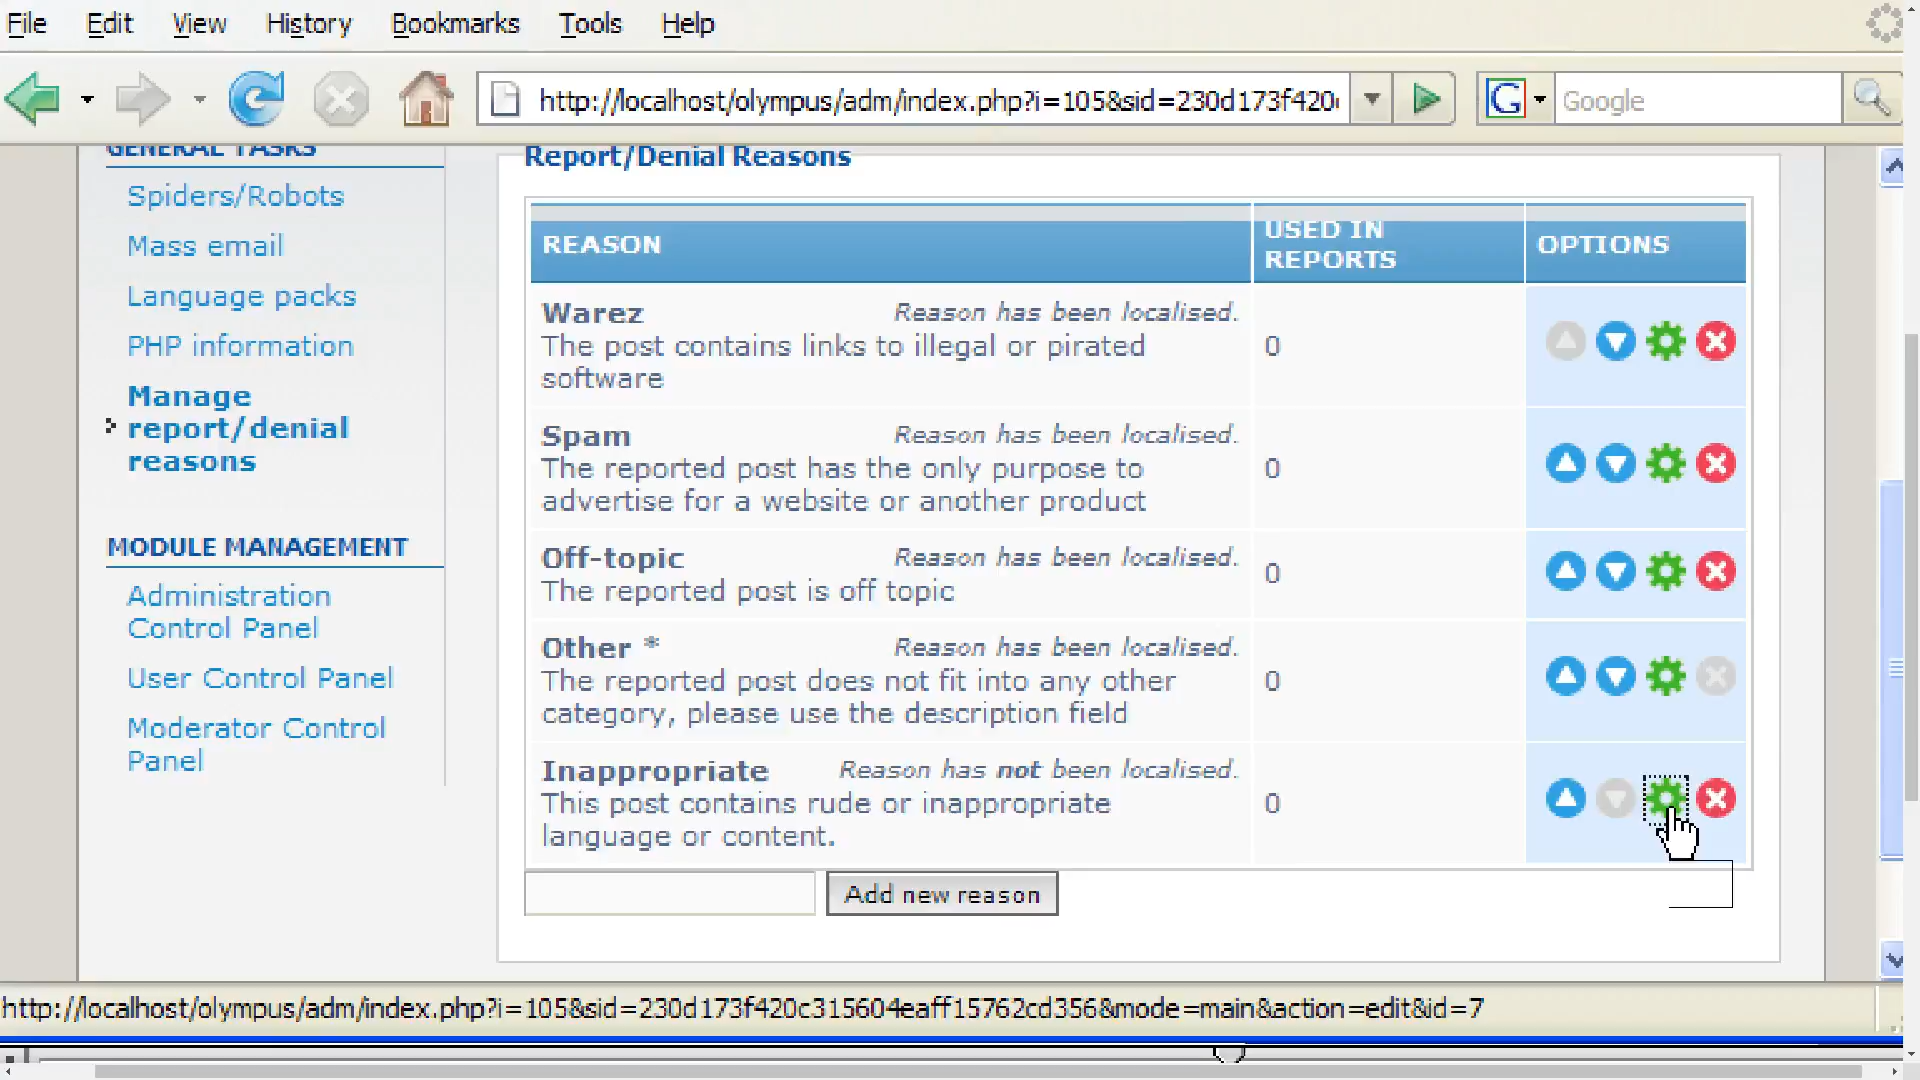 File Edit View History Bookmarks Tools Help
http://localhost/olympus/adm/index.php?i=105&sid=230d173f420
G Google
GENERAL TASKS
Spiders/Robots
Mass email
Language packs
PHP information
Manage
report/denial
reasons
MODULE MANAGEMENT
Administration
Control Panel
User Control Panel
Moderator Control
Panel
Report/Denial Reasons
REASON USED IN
REPORTS OPTIONS
Warez Reason has been localised.
The post contains links to illegal or pirated
software
0
Spam Reason has been localised.
The reported post has the only purpose to
advertise for a website or another product
0
Off-topic Reason has been localised.
The reported post is off topic
0
Other * Reason has been localised.
The reported post does not fit into any other
category, please use the description field
0
Inappropriate Reason has not been localised.
This post contains rude or inappropriate
language or content.
0
Add new reason
http://localhost/olympus/adm/index.php?i=105&sid=230d173f420c315604eaff15762cd356&mode=main&action=edit&id=7